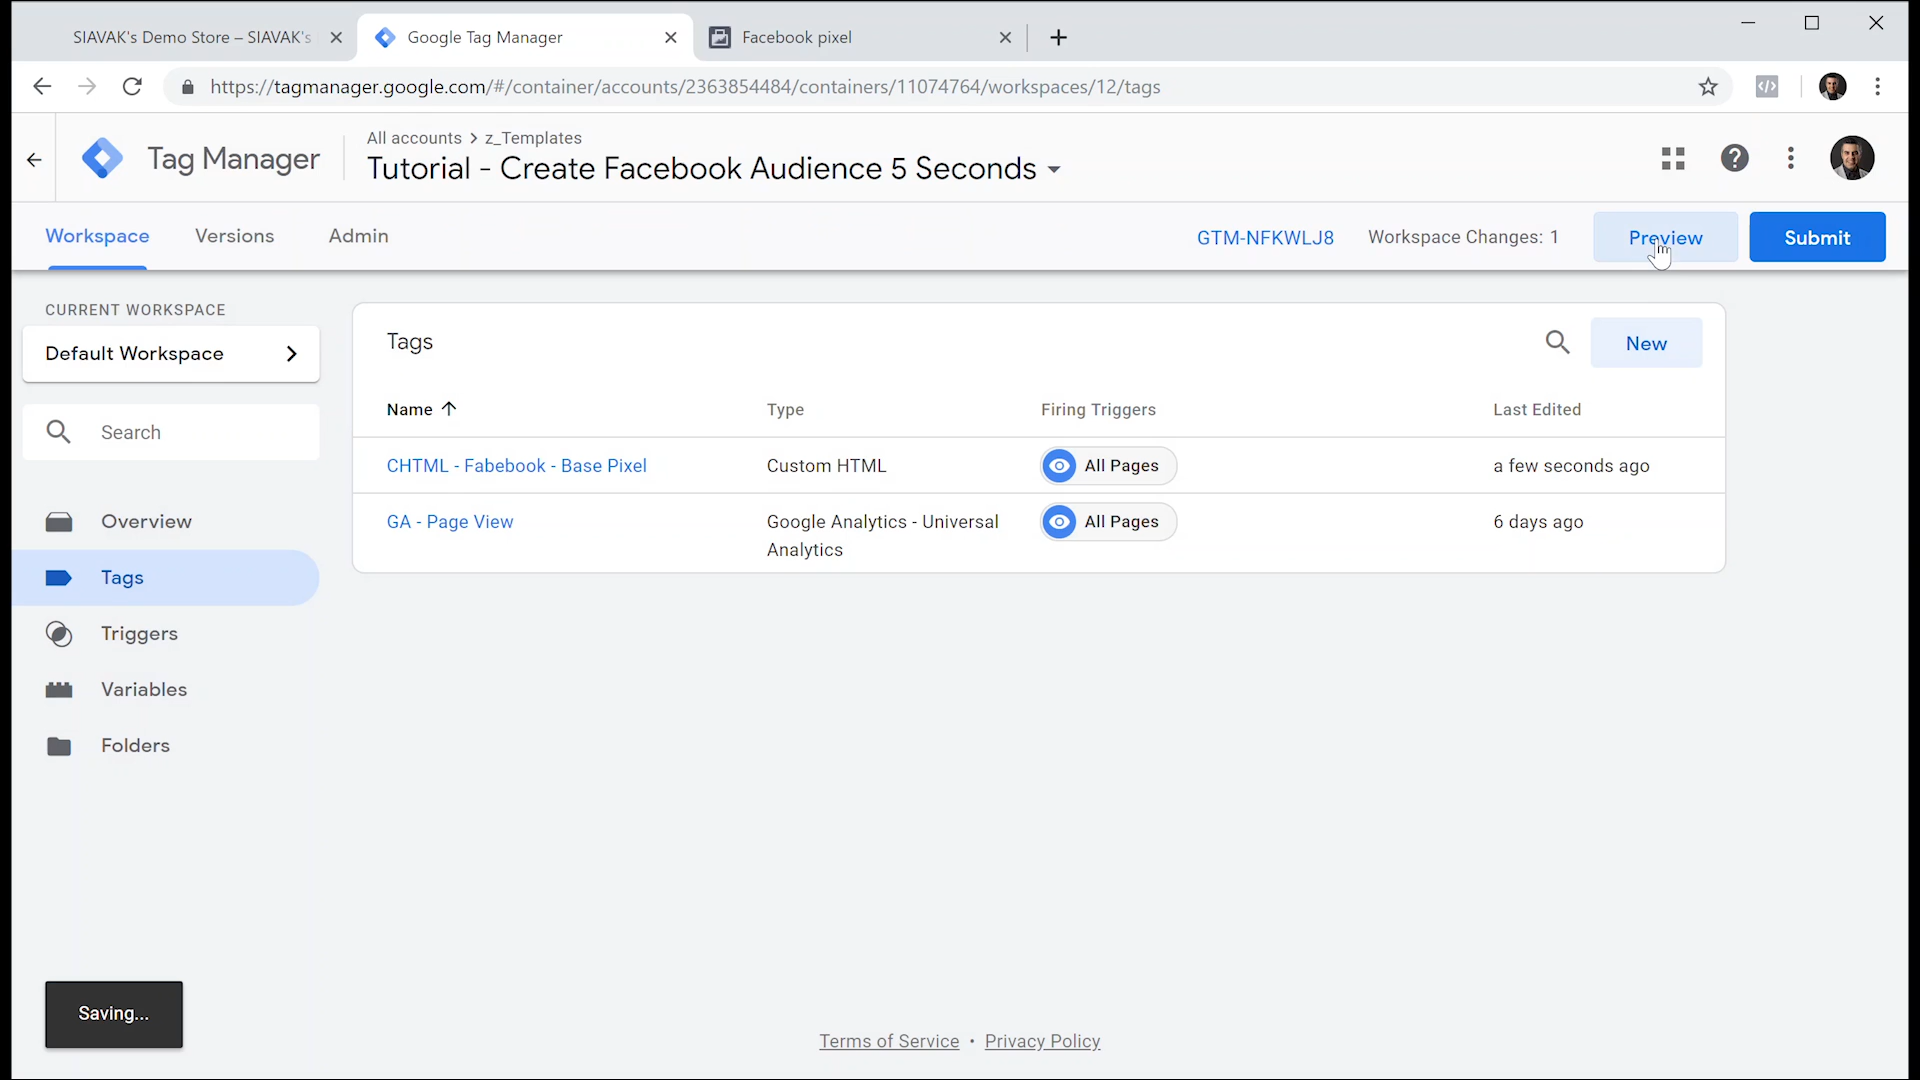 SIAVAK's Demo Store – SIAVAK's
Google Tag Manager
Facebook pixel
https://tagmanager.google.com/#/container/accounts/2363854484/containers/11074764/workspaces/12/tags
Tag Manager
All accounts > z_Templates
Tutorial - Create Facebook Audience 5 Seconds
Workspace
Versions
Admin
GTM-NFKWLJ8
Workspace Changes: 1
Preview
Submit
CURRENT WORKSPACE
Default Workspace
Search
Overview
Tags
Triggers
Variables
Folders
Tags
New
Name
Type
Firing Triggers
Last Edited
CHTML - Fabebook - Base Pixel
Custom HTML
All Pages
a few seconds ago
GA - Page View
Google Analytics - Universal
Analytics
All Pages
6 days ago
Saving...
Terms of Service • Privacy Policy